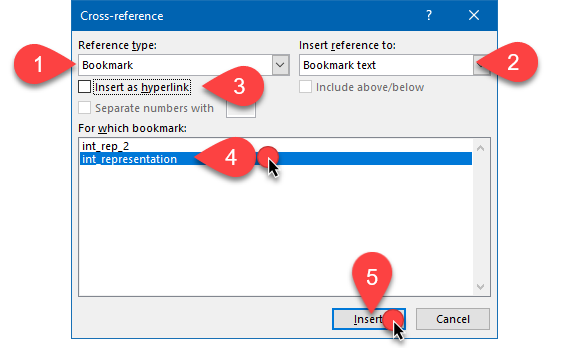 Cross-reference
?
Reference type:
Insert reference to:
1
Bookmark
Bookmark text
2
Insert as hyperlink
3
Include above/below
Separate numbers with
For which bookmark:
int_rep_2
int_representation
4
5
Insert
Cancel